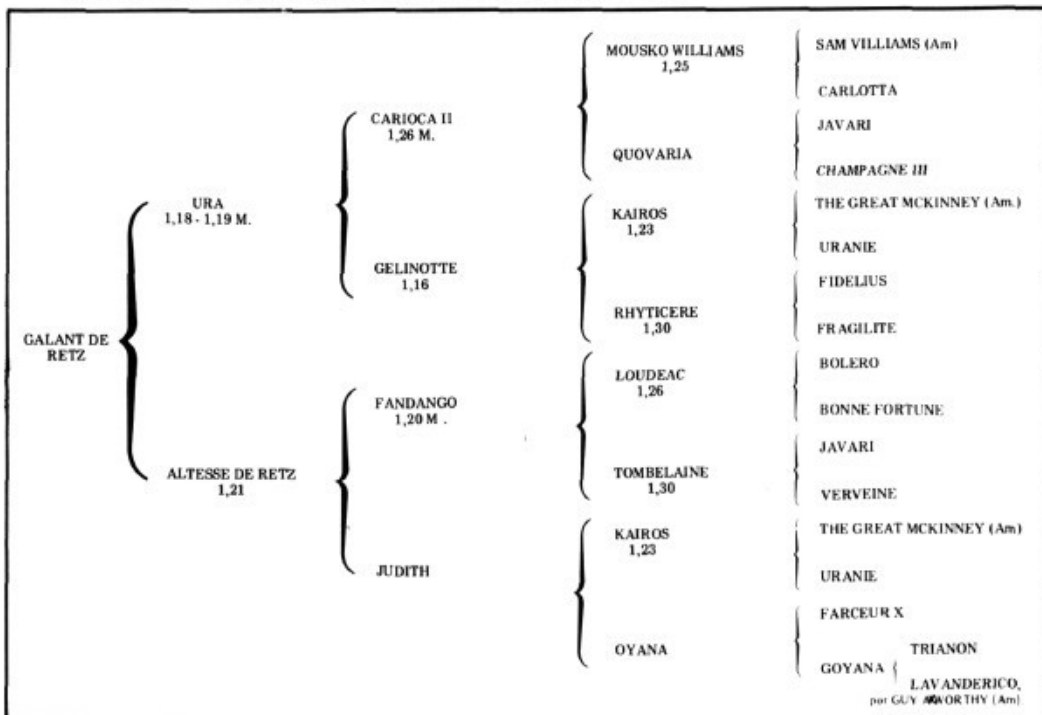 GALANT DE
RETZ
URA
1,18 - 1,19 M.
ALTESSE DE RETZ
1,21
CARIOCA II
1,26 M.
GELINOTTE
1,16
FANDANGO
1,20 M .
JUDITH
MOUSKO WILLIAMS
1,25
QUOVARIA
KAIROS
1,23
RHYTICERE
1,30
LOUDEAC
1,26
TOMBELAINE
1,30
KAIROS
1,23
OYANA
SAM VILLIAMS (Am)
CARLOTTA
JAVARI
CHAMPAGNE III
THE GREAT MCKINNEY (Am.)
URANIE
FIDELIUS
FRAGILITE
BOLERO
BONNE FORTUNE
JAVARI
VERVEINE
THE GREAT MCKINNEY (Am)
URANIE
FARCEUR X
GOYANA
TRIANON
LAVANDERICO,
por GUY (Am)